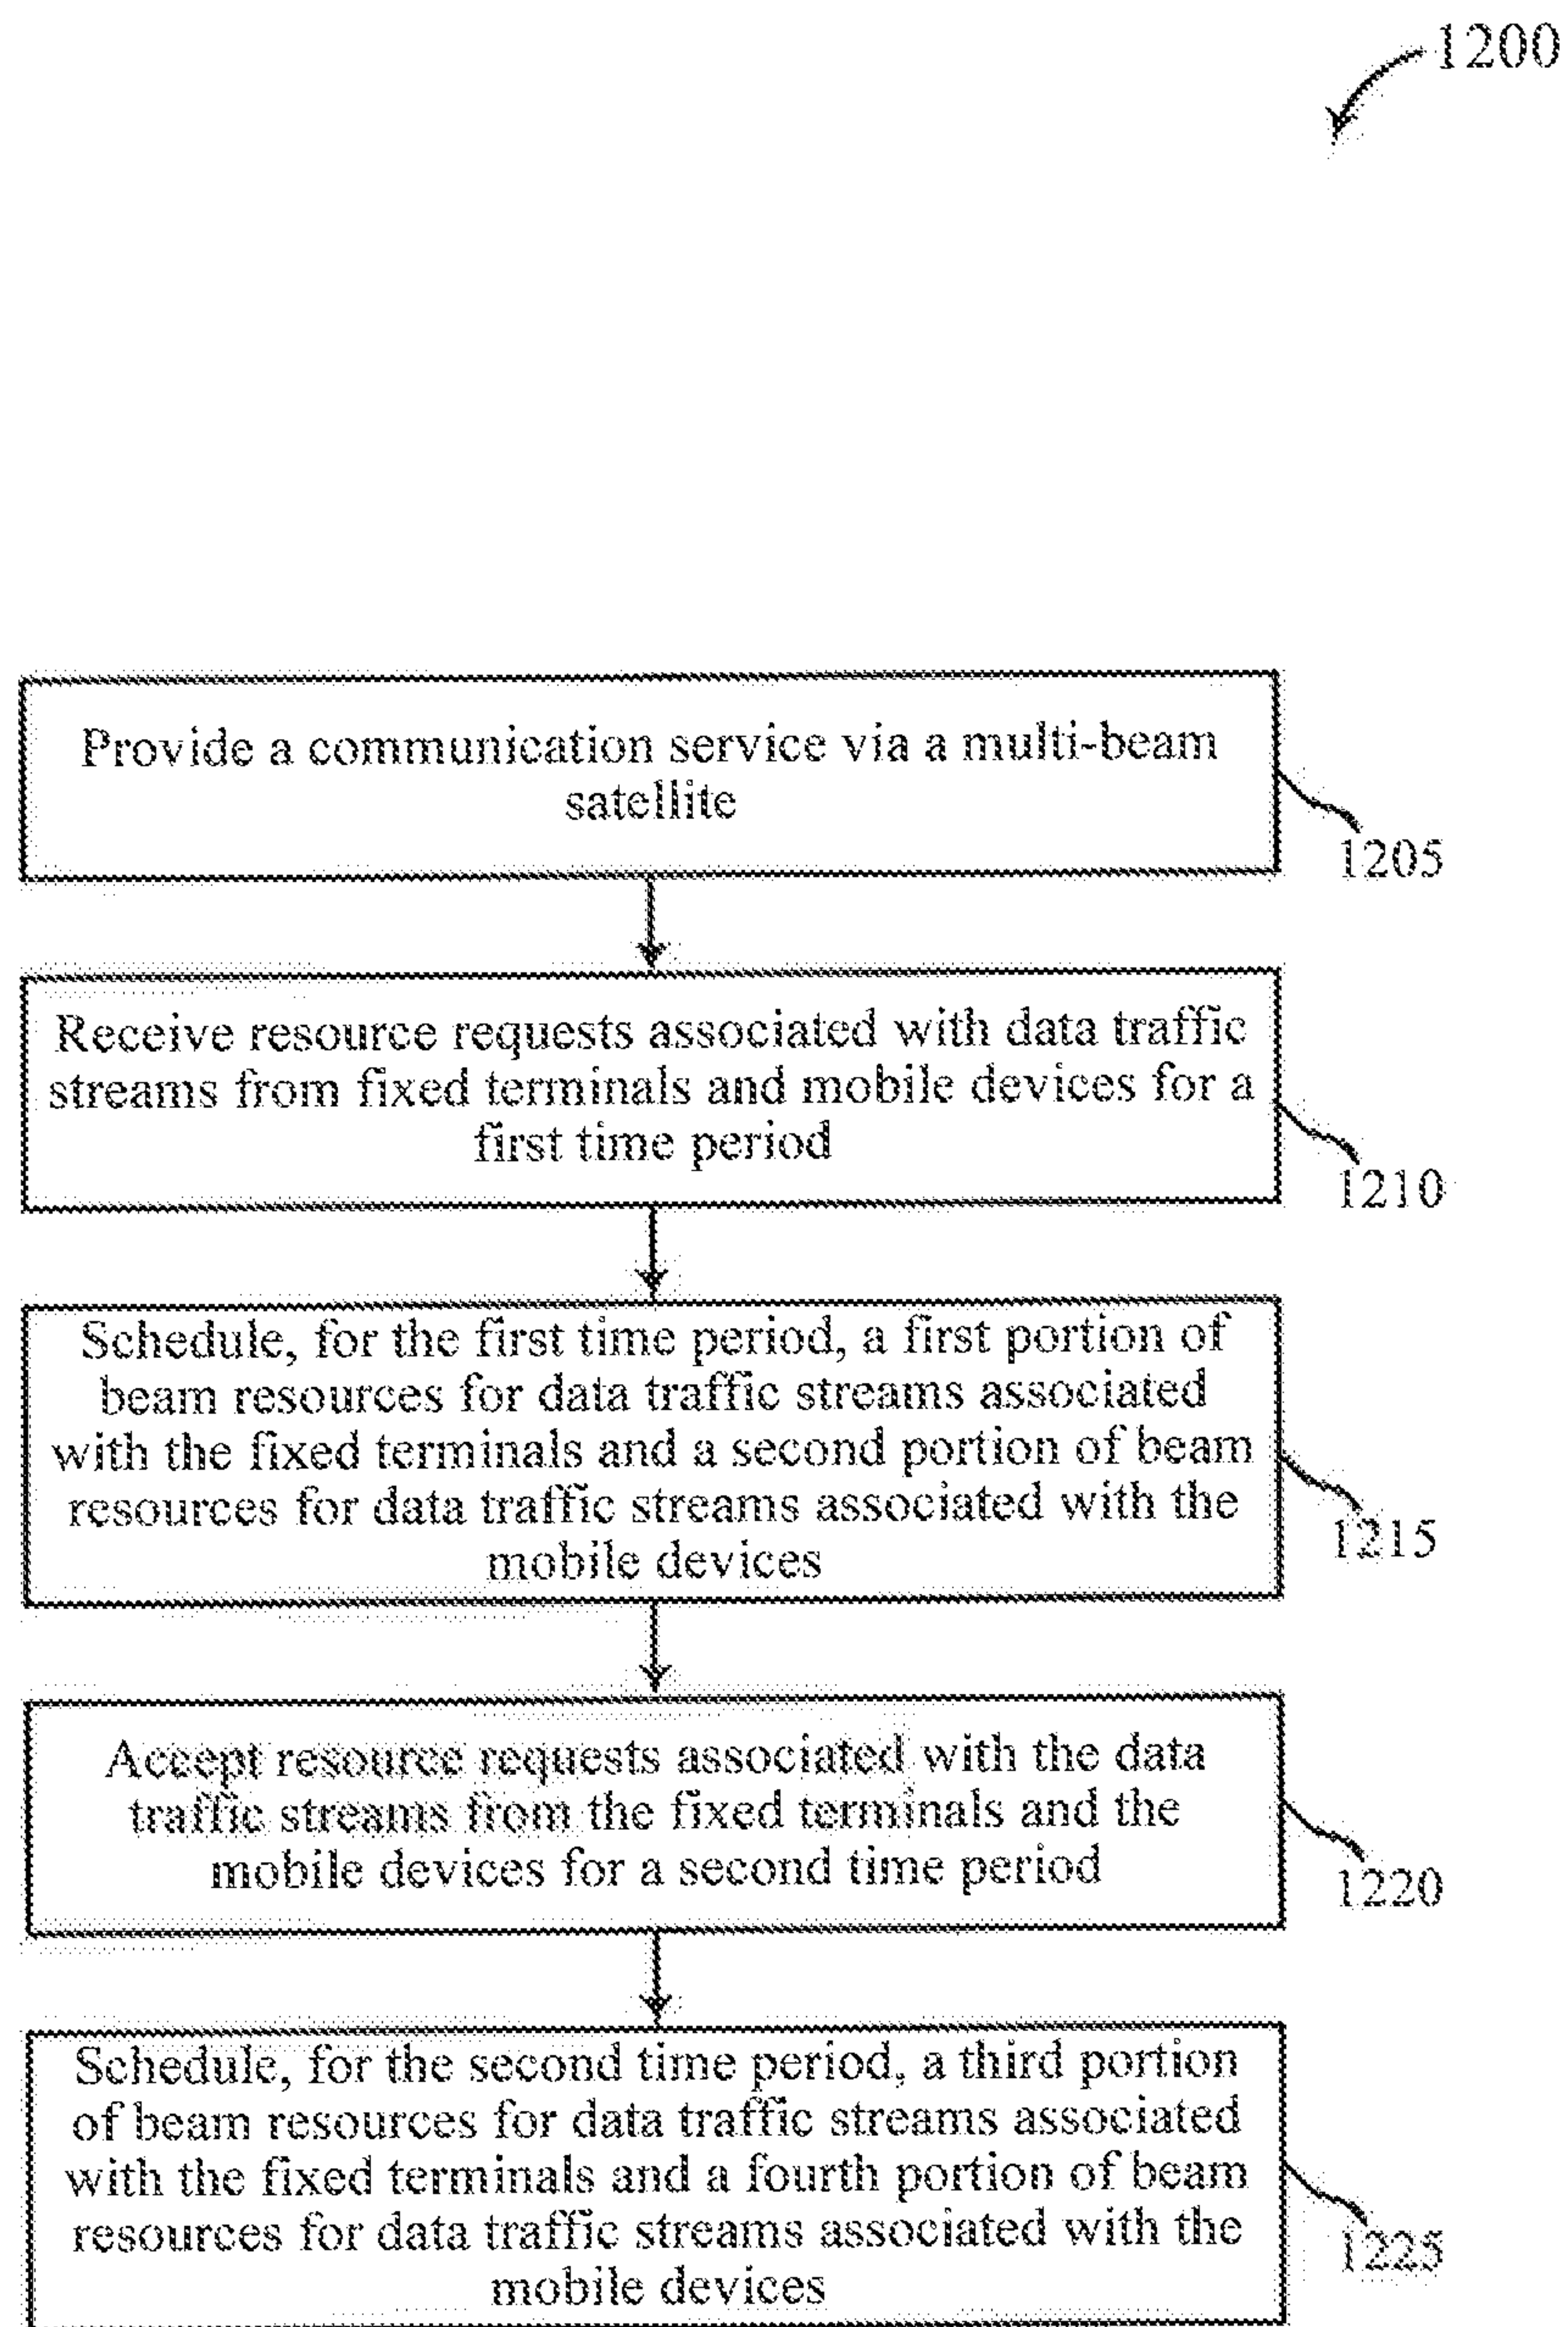 1200
Provide a communication service via a multi-beam
satellite
1205
Receive resource requests associated with data traffic
streams from fixed terminals and mobile devices for a
first time period
1210
Schedule, for the first time period, a first portion of
beam resources for data traffic streams associated
with the fixed terminals and a second portion of beam
resources for data traffic streams associated with the
mobile devices
1215
Accept resource requests associated with the data
traffic streams from the fixed terminals and the
mobile devices for a second time period
1220
Schedule, for the second time period, a third portion
of beam resources for data traffic streams associated
with the fixed terminals and a fourth portion of beam
resources for data traffic streams associated with the
mobile devices
1225